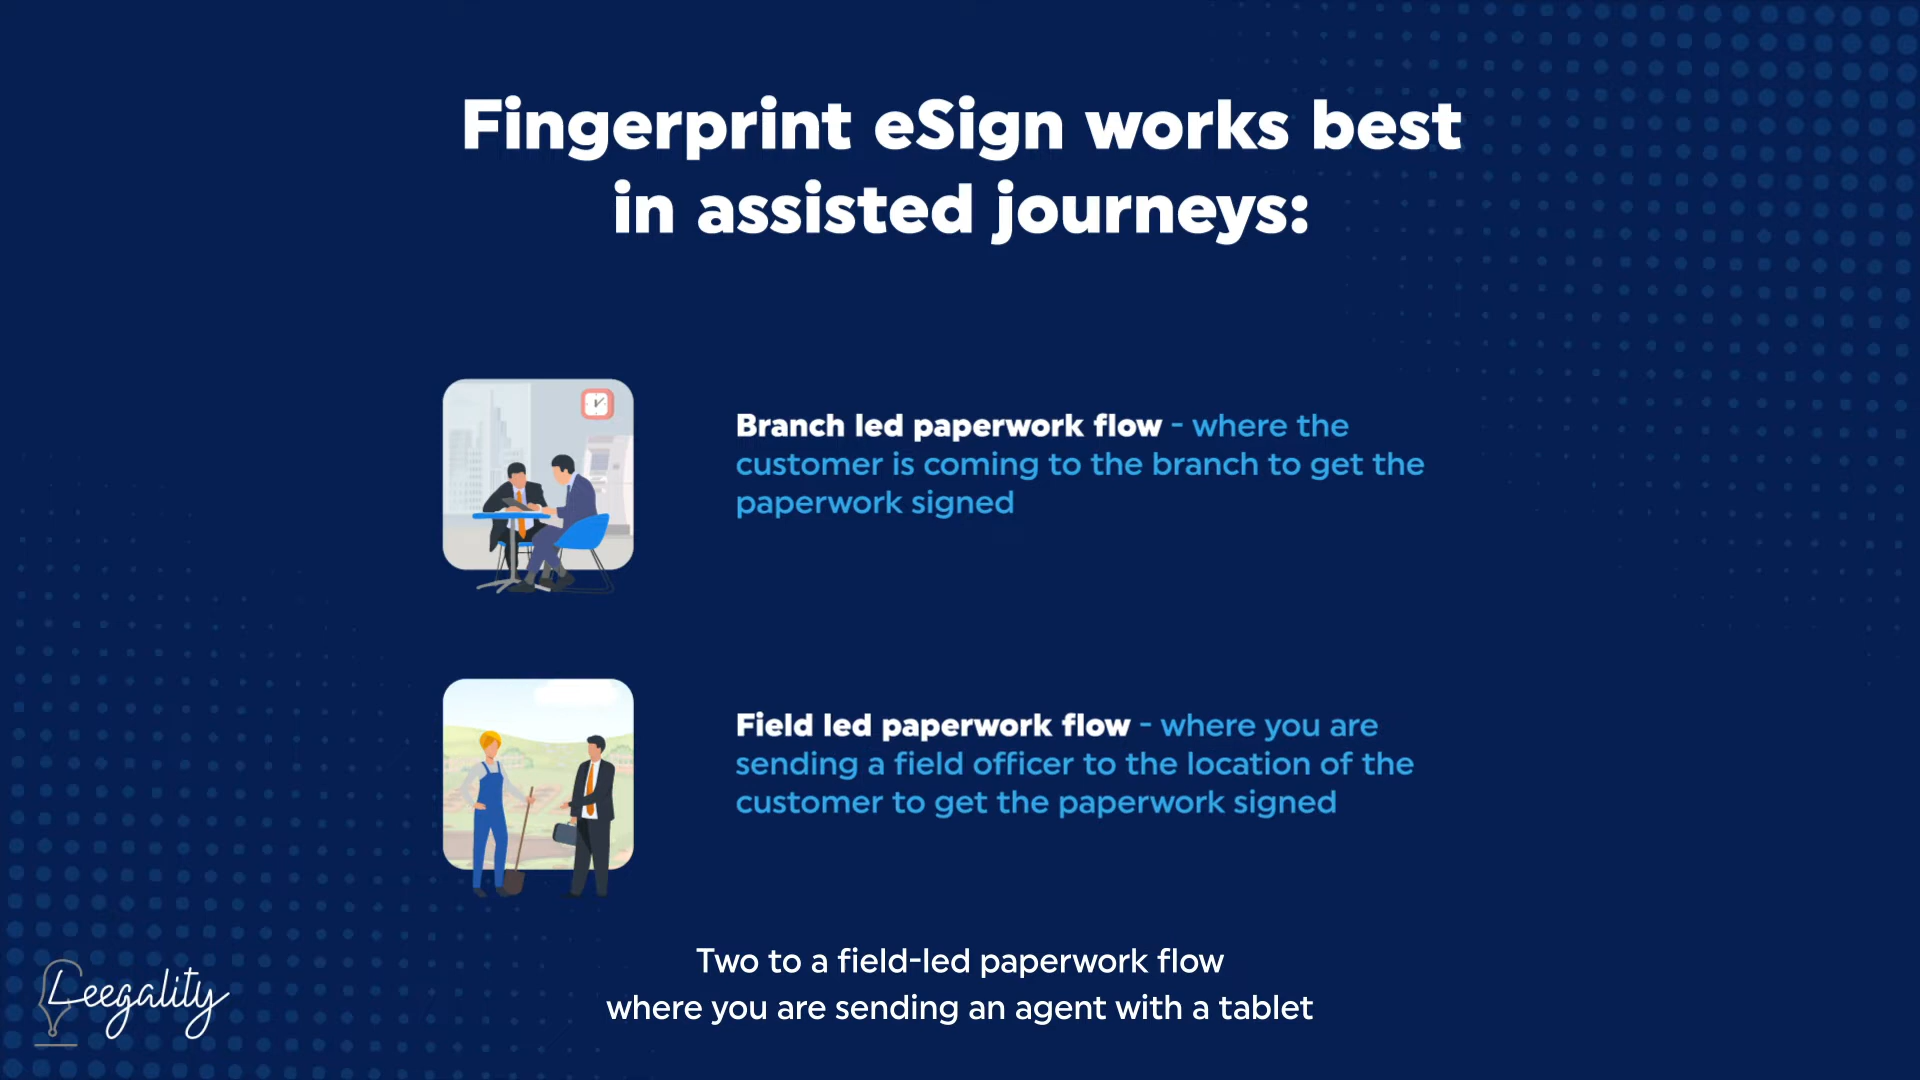 Fingerprint eSign works best
in assisted journeys:
Branch led paperwork flow - where the
customer is coming to the branch to get the
paperwork signed
Field led paperwork flow - where you are
sending a field officer to the location of the
customer to get the paperwork signed
Two to a field-led paperwork flow
where you are sending an agent with a tablet
Leegality